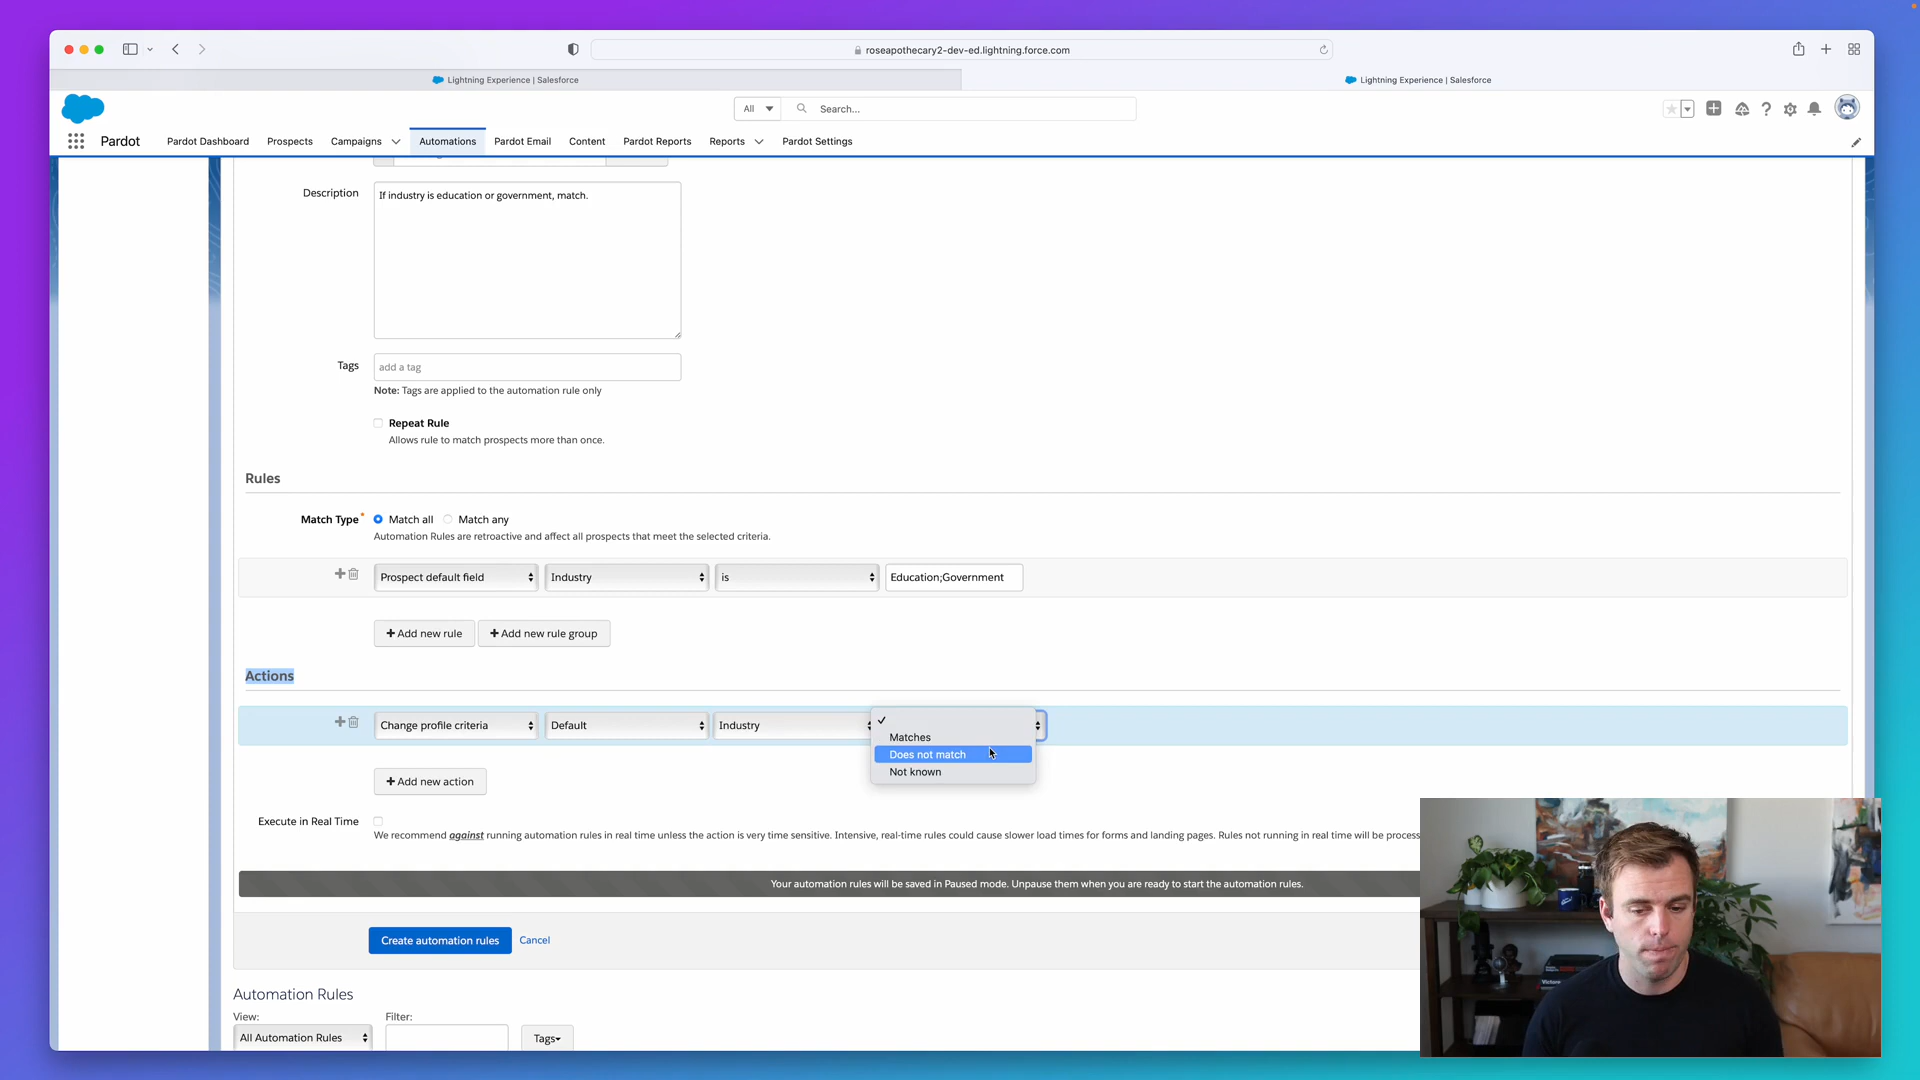 roseapothecary2-dev-ed.lightning.force.com
Lightning Experience | Salesforce
Lightning Experience | Salesforce
All
Search...
Pardot
Pardot Dashboard
Prospects
Campaigns
Automations
Pardot Email
Content
Pardot Reports
Reports
Pardot Settings
Description
If industry is education or government, match.
Tags
add a tag
Note: Tags are applied to the automation rule only
Repeat Rule
Allows rule to match prospects more than once.
Rules
Match Type*
Match all
Match any
Automation Rules are retroactive and affect all prospects that meet the selected criteria.
Prospect default field
Industry
is
Education;Government
+ Add new rule
+ Add new rule group
Actions
Change profile criteria
Default
Industry
✓
Matches
Does not match
Not known
+ Add new action
Execute in Real Time
We recommend against running automation rules in real time unless the action is very time sensitive. Intensive, real-time rules could cause slower load times for forms and landing pages. Rules not running in real time will be process
Your automation rules will be saved in Paused mode. Unpause them when you are ready to start the automation rules.
Create automation rules
Cancel
Automation Rules
View:
Filter:
All Automation Rules
Tags